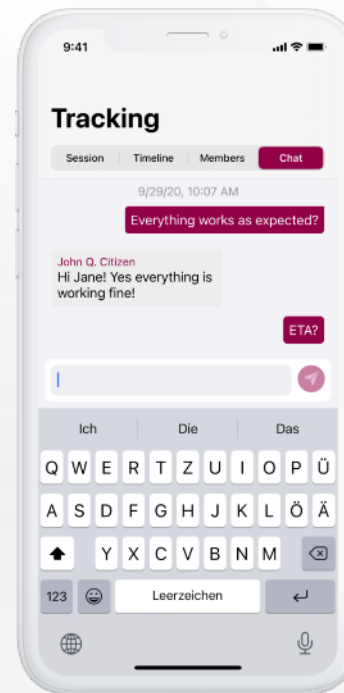 9:41
Tracking
Session Timeline Members Chat
9/29/20, 10:07 AM
Everything works as expected?
John Q. Citizen
Hi Jane! Yes everything is
working fine!
ETA?
Ich Die Das
Q W E R T Z U I O P Ü
A S D F G H J K L Ö Ä
Y X C V B N M
123 Leerzeichen